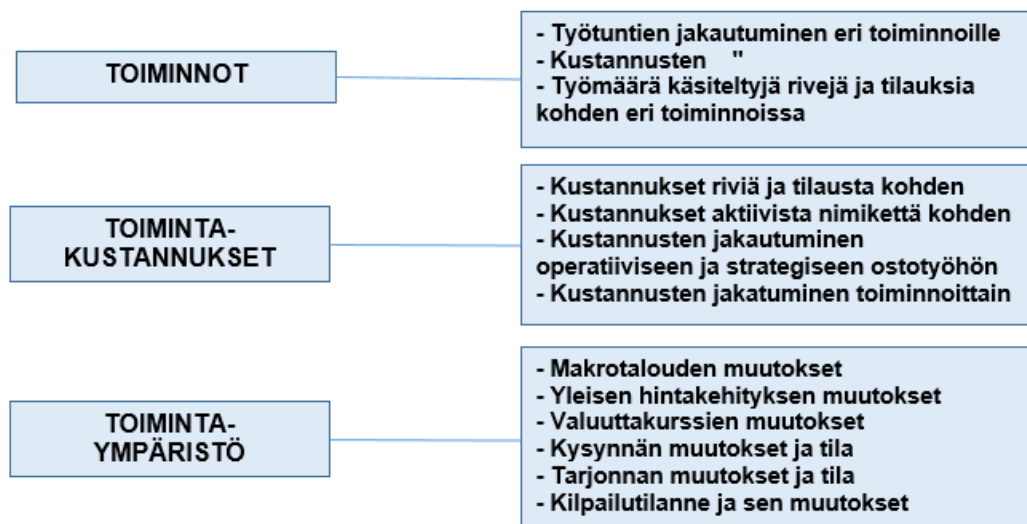 TOIMINNOT
- Työtuntien jakautuminen eri toiminnoille
- Kustannusten "
- Työmäärä käsiteltyjä rivejä ja tilauksia
kohden eri toiminnoissa
TOIMINTA-
KUSTANNUKSET
- Kustannukset riviä ja tilausta kohden
- Kustannukset aktiivista nimikettä kohden
- Kustannusten jakautuminen
operatiiviseen ja strategiseen ostotyöhön
- Kustannusten jakatuminen toiminnoittain
TOIMINTA-
YMPÄRISTÖ
- Makrotalouden muutokset
- Yleisen hintakehityksen muutokset
- Valuuttakurssien muutokset
- Kysynnän muutokset ja tila
- Tarjonnan muutokset ja tila
- Kilpailutilanne ja sen muutokset